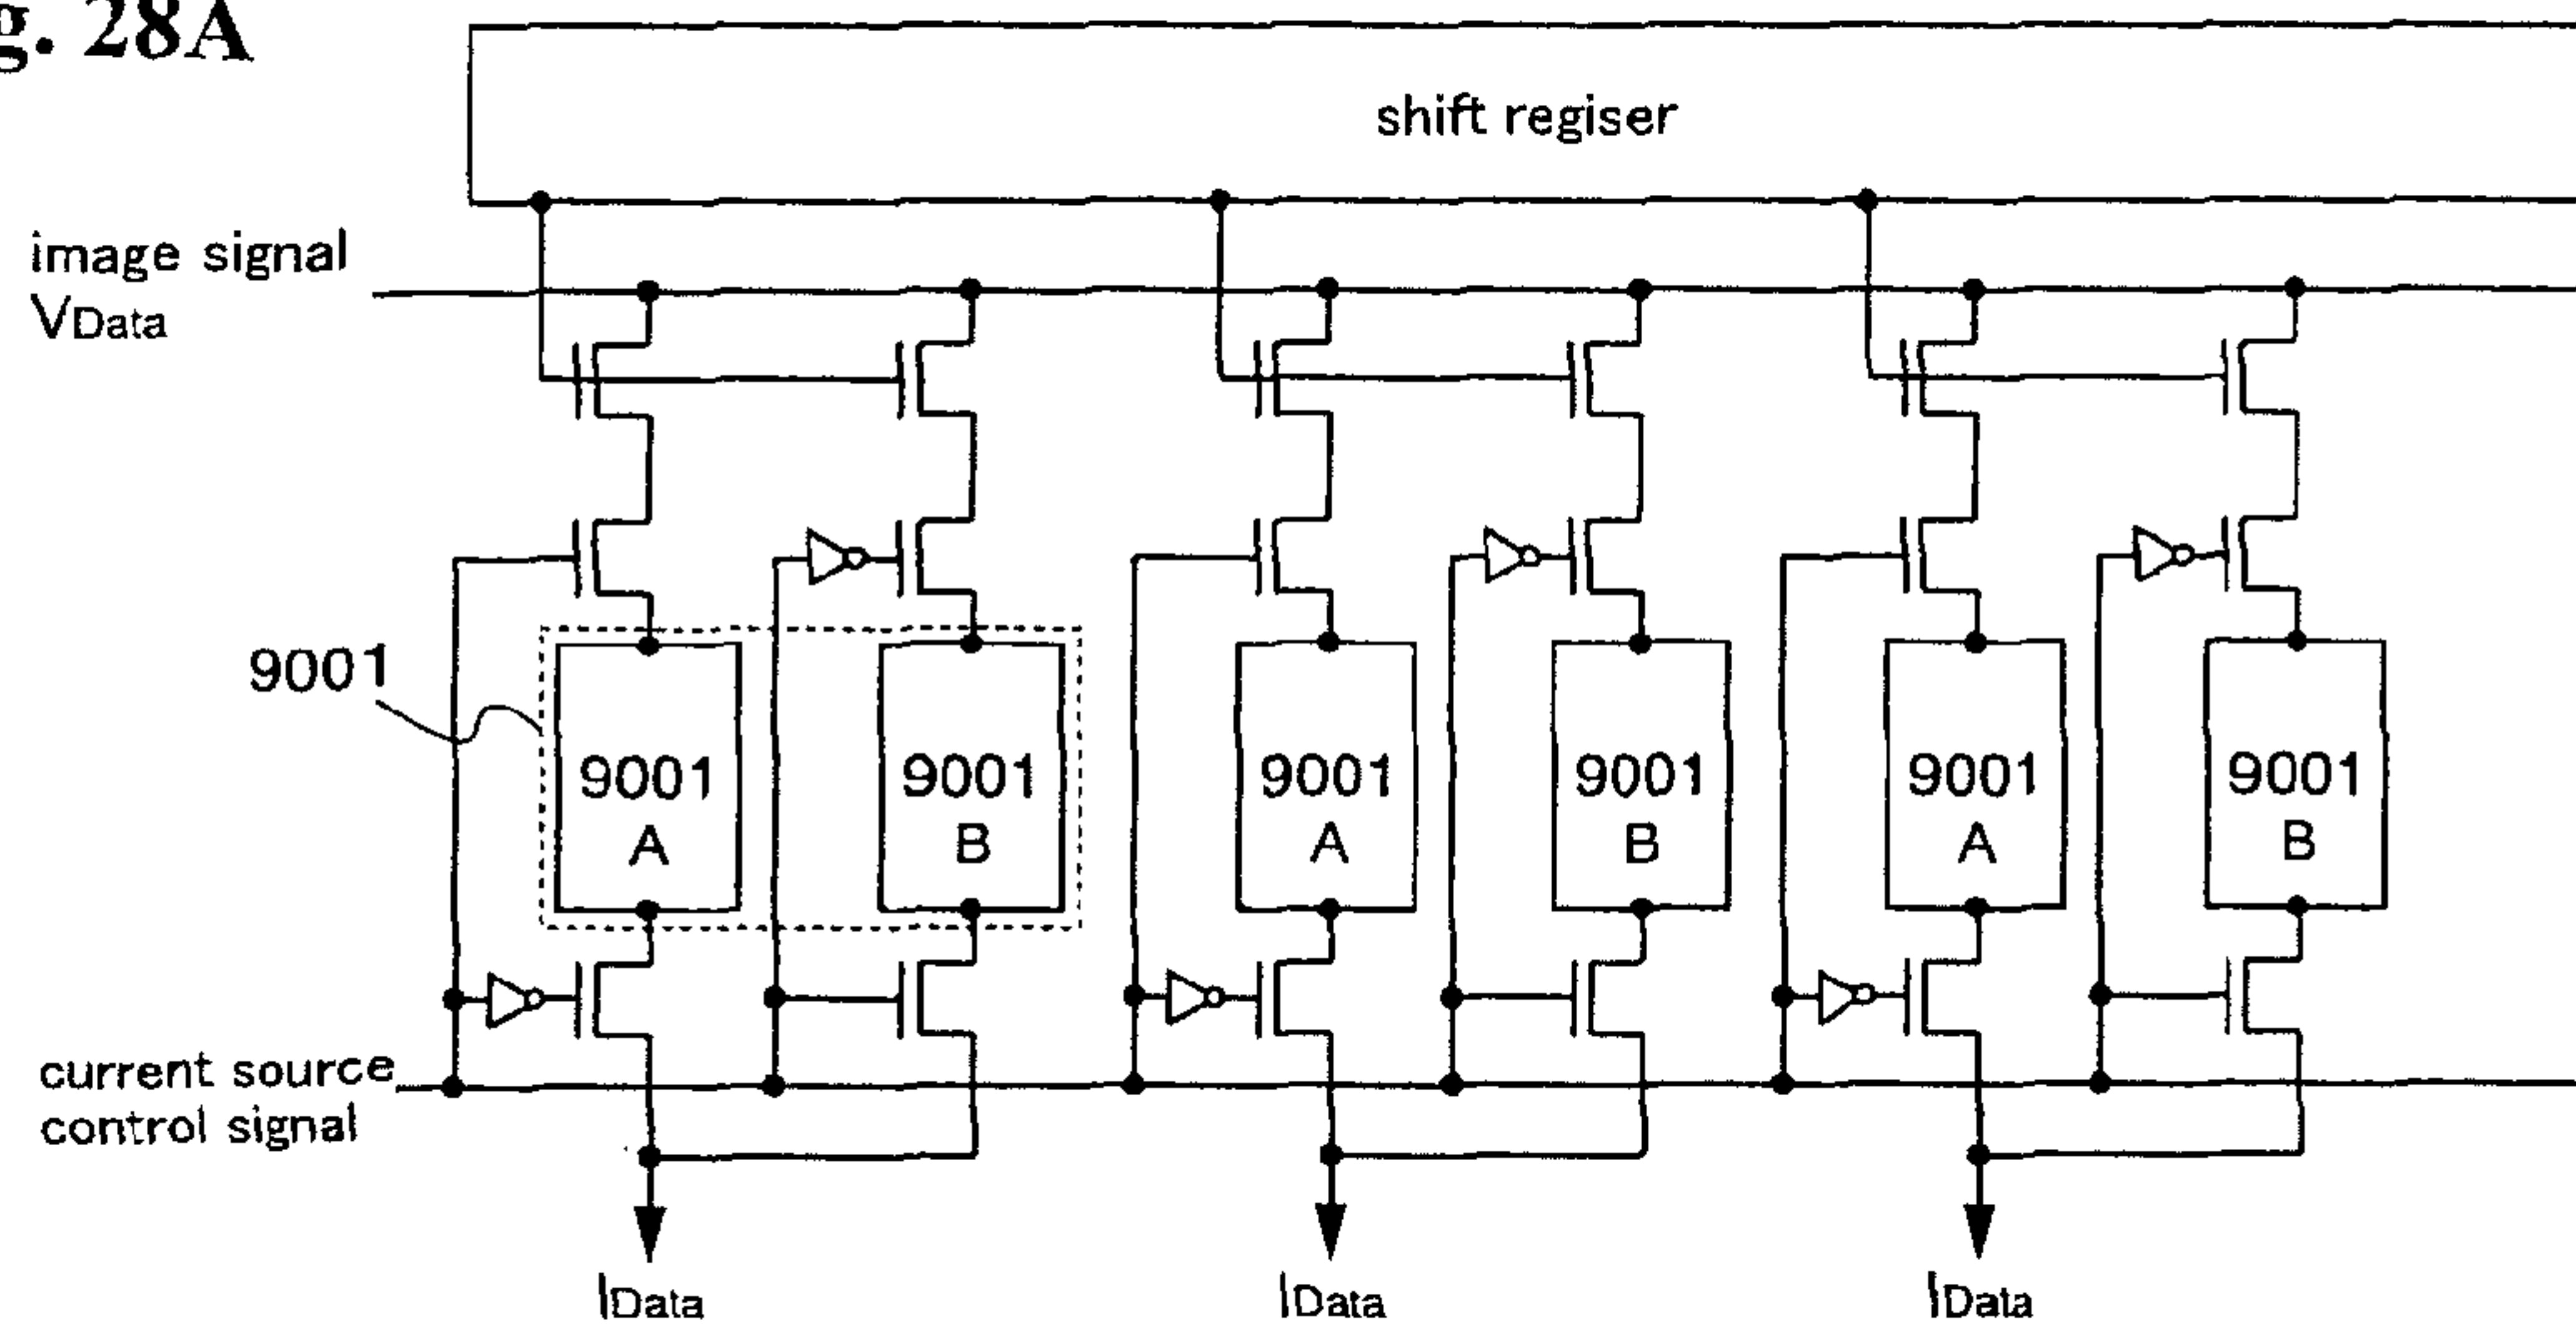 g. 28A
shift regiser
image signal
VData
9001
9001
A
9001
B
9001
A
9001
B
9001
A
9001
B
current source
control signal
IData
IData
IData